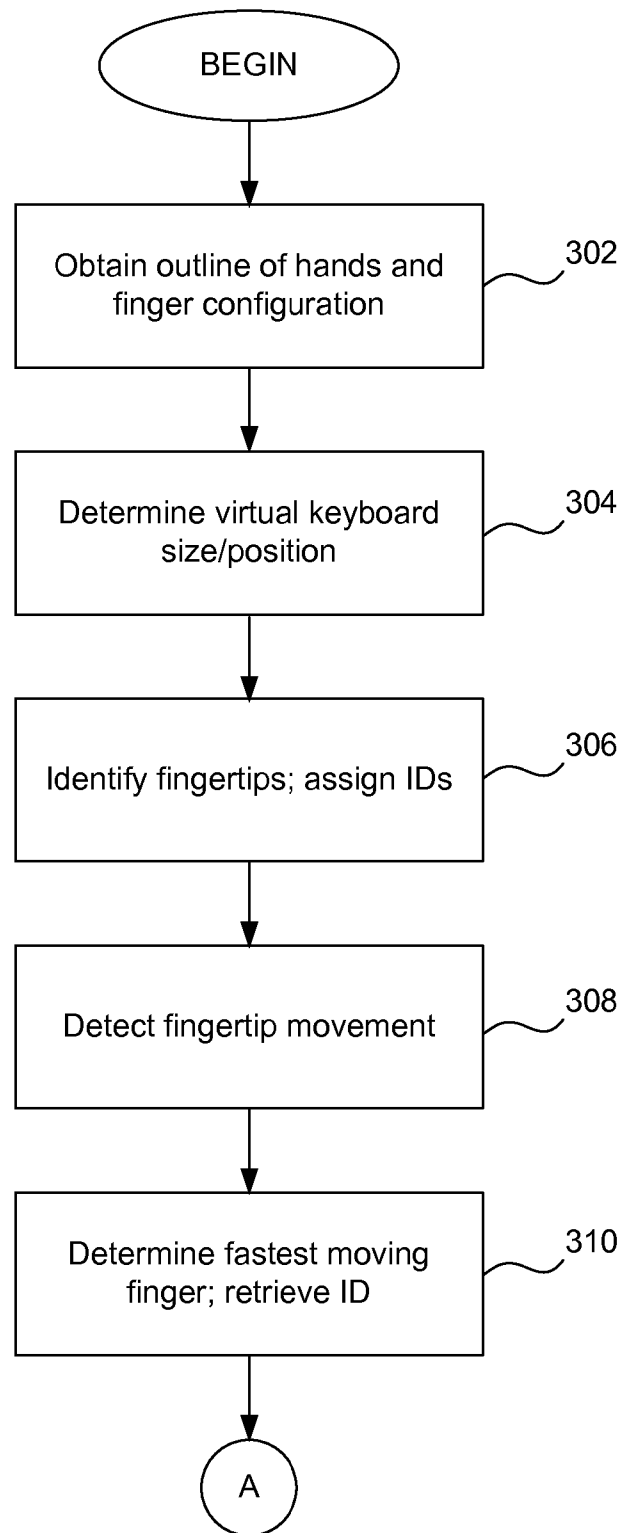 BEGIN
Obtain outline of hands and
finger configuration
302
Determine virtual keyboard
size/position
304
Identify fingertips; assign IDs
306
Detect fingertip movement
308
Determine fastest moving
finger; retrieve ID
310
A